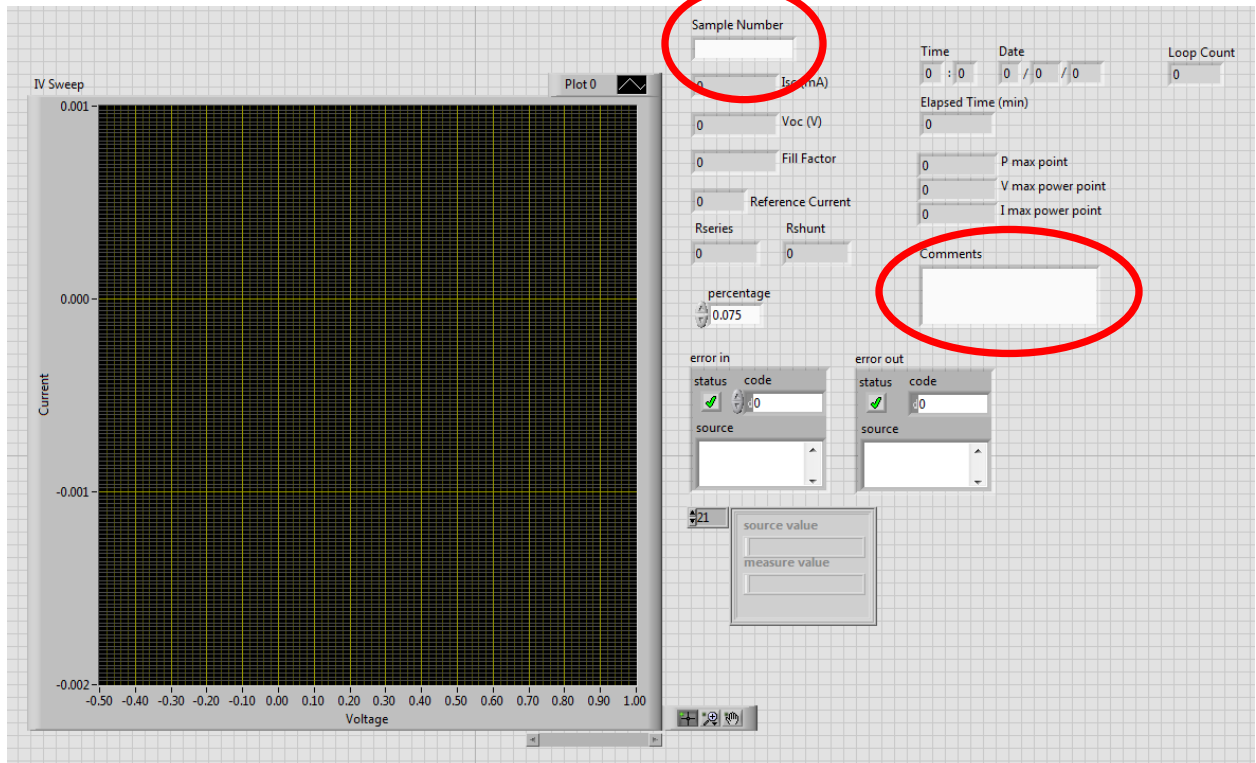 Sample Number
Time Date Loop Count
0 : 0 0 / 0 / 0 0
IV Sweep Plot 0
0 Isc (mA)
Elapsed Time (min)
0
0 Voc (V)
0 Fill Factor
0 P max point
0 V max power point
0 I max power point
0 Reference Current
Rseries Rshunt
0 0
Comments
percentage
0.075
error in
status code
d0
source
error out
status code
d0
source
21
source value
measure value
0.001
0.000
-0.001
-0.002
Current
-0.50 -0.40 -0.30 -0.20 -0.10 0.00 0.10 0.20 0.30 0.40 0.50 0.60 0.70 0.80 0.90 1.00
Voltage